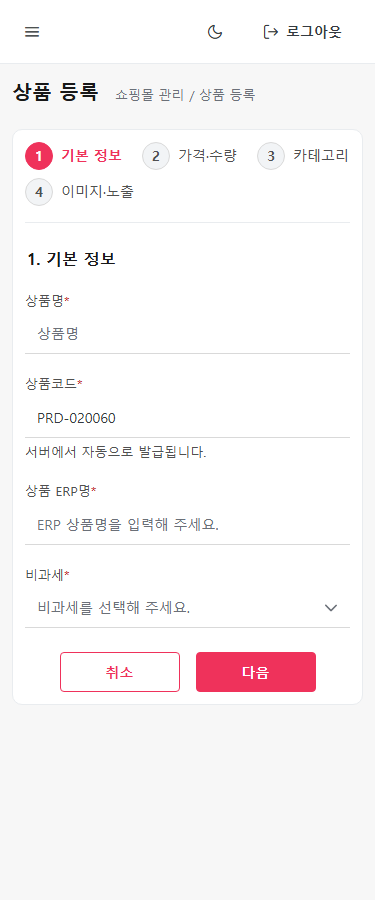 로그아웃
상품 등록 쇼핑몰 관리 / 상품 등록
1 기본 정보 2 가격·수량 3 카테고리
4 이미지·노출
1. 기본 정보
상품명*
상품명
상품코드*
PRD-020060
서버에서 자동으로 발급됩니다.
상품 ERP명*
ERP 상품명을 입력해 주세요.
비과세*
비과세를 선택해 주세요.
취소 다음